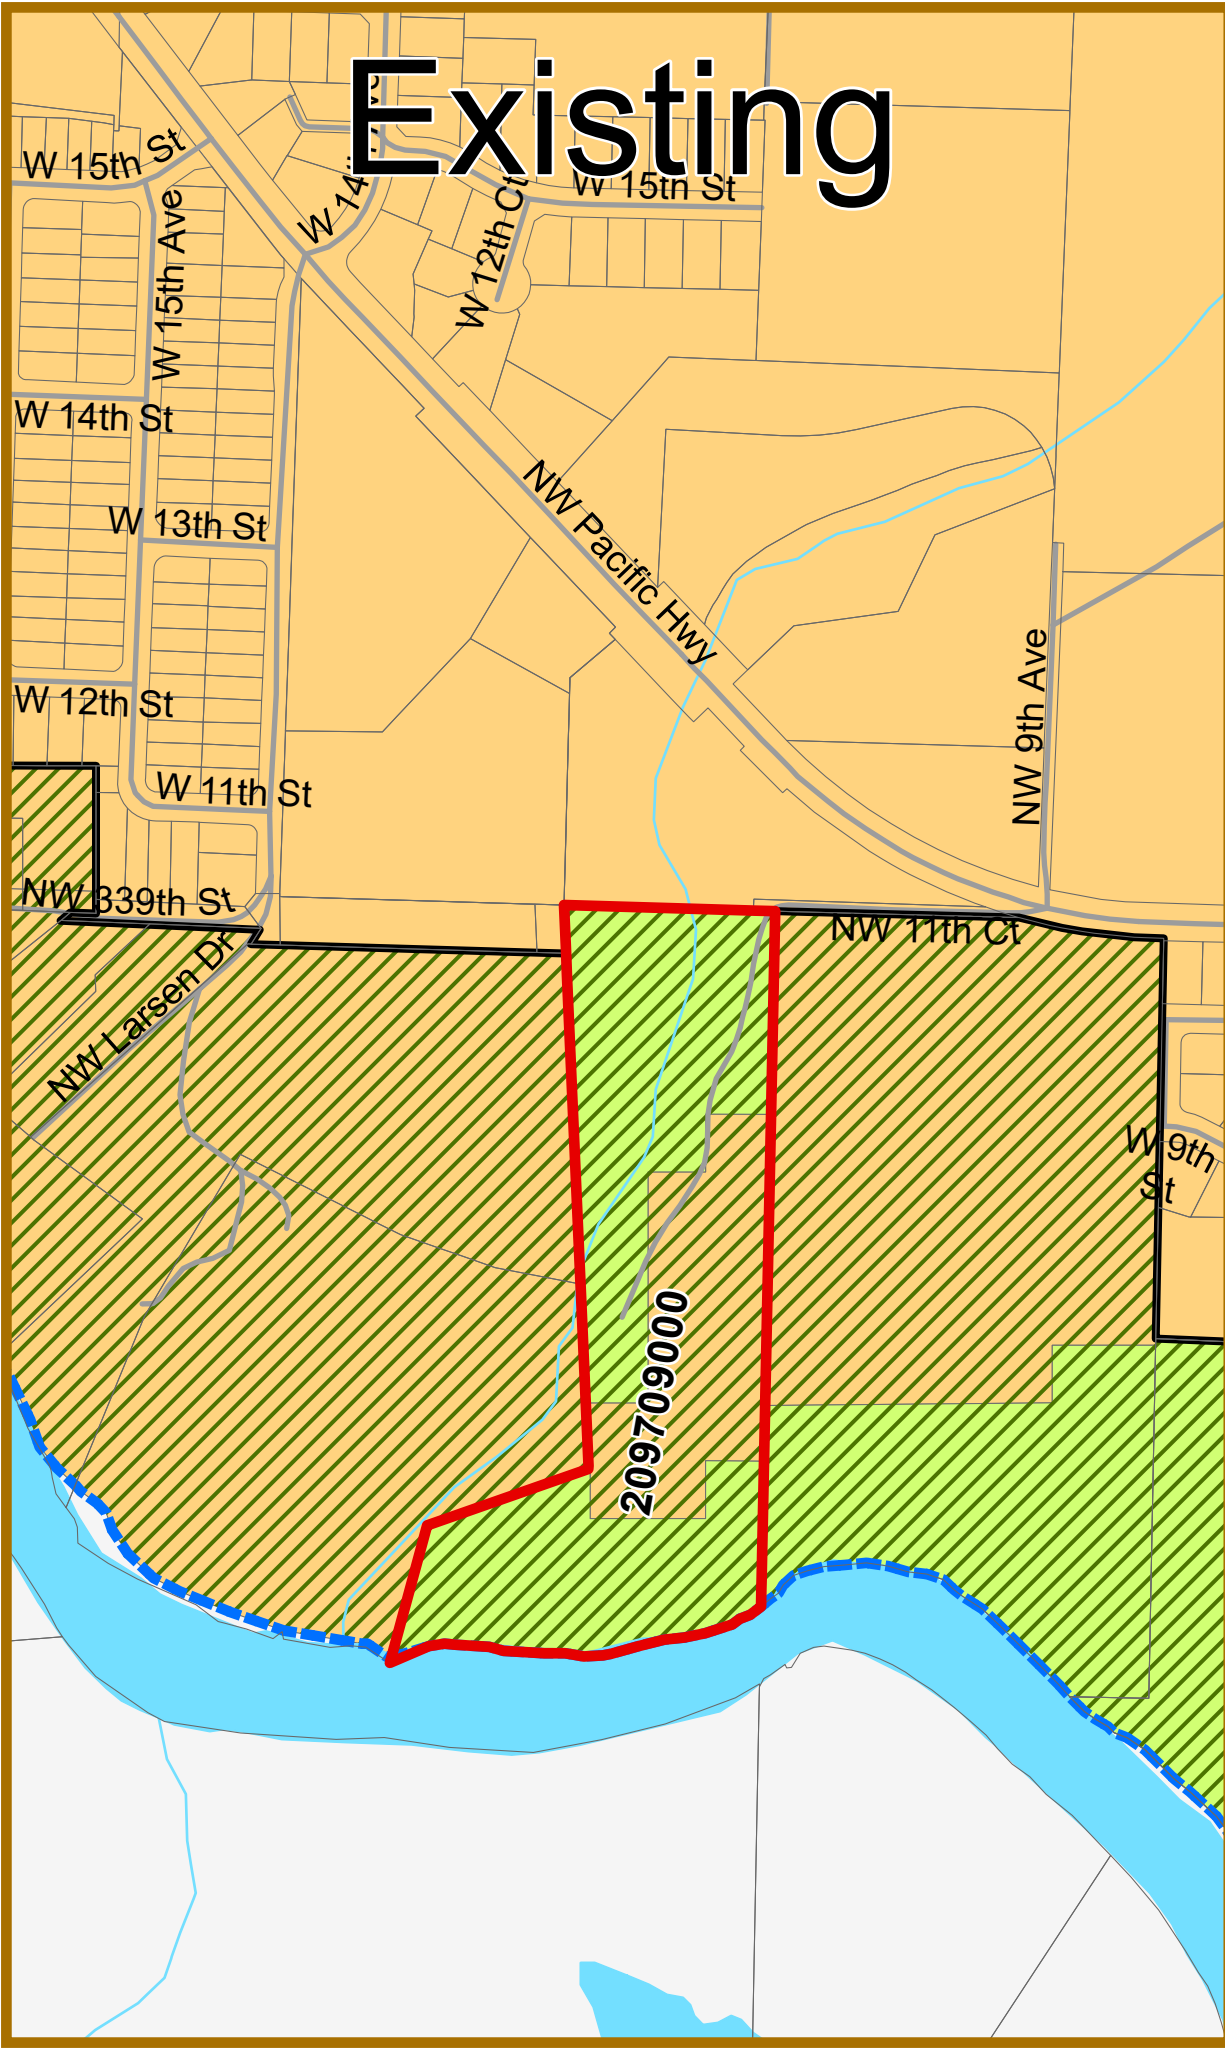 Existing
W 15th St
W 14
W 15th St
W 12th Ct
W 15th Ave
W 14th St
NW Pacific Hwy
W 13th St
NW 9th Ave
W 12th St
W 11th St
NW 339th St
NW 11th Ct
NW Larsen Dr
W 9th
St
209709000